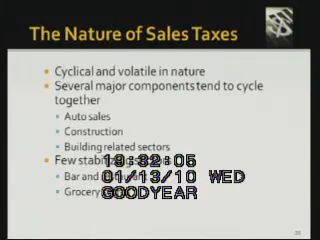 The Nature of Sales Taxes
Cyclical and volatile in nature
Several major components tend to cycle
together
Auto sales
Construction
Building related sectors
Few
19:32:05
Bar and
01/13/10 WED
Grocery
GOODYEAR